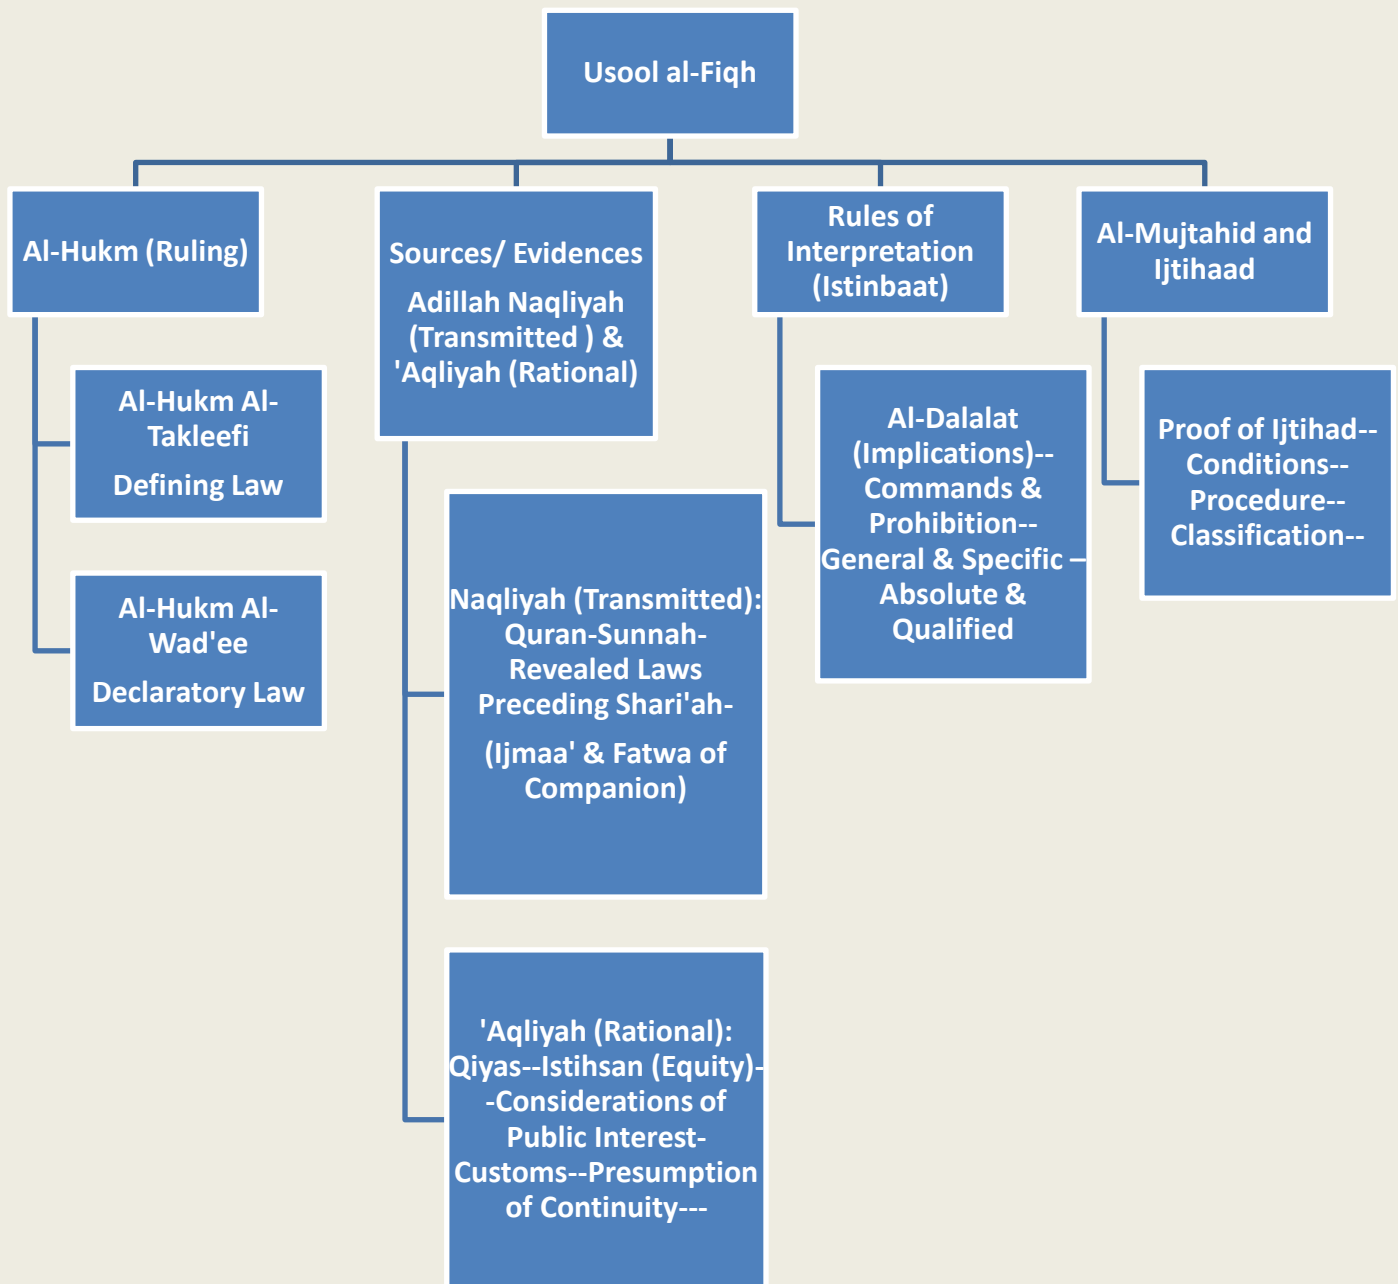 Usool al-Fiqh
Al-Hukm (Ruling)
Al-Hukm Al-
Takleefi
Defining Law
Al-Hukm Al-
Wad'ee
Declaratory Law
Sources/ Evidences
Adillah Naqliyah
(Transmitted ) &
'Aqliyah (Rational)
Naqliyah (Transmitted):
Quran-Sunnah-
Revealed Laws
Preceding Shari'ah-
(Ijmaa' & Fatwa of
Companion)
'Aqliyah (Rational):
Qiyas--Istihsan (Equity)-
-Considerations of
Public Interest-
Customs--Presumption
of Continuity---
Rules of
Interpretation
(Istinbaat)
Al-Dalalat
(Implications)--
Commands &
Prohibition--
General & Specific –
Absolute &
Qualified
Al-Mujtahid and
Ijtihaad
Proof of Ijtihad--
Conditions--
Procedure--
Classification--